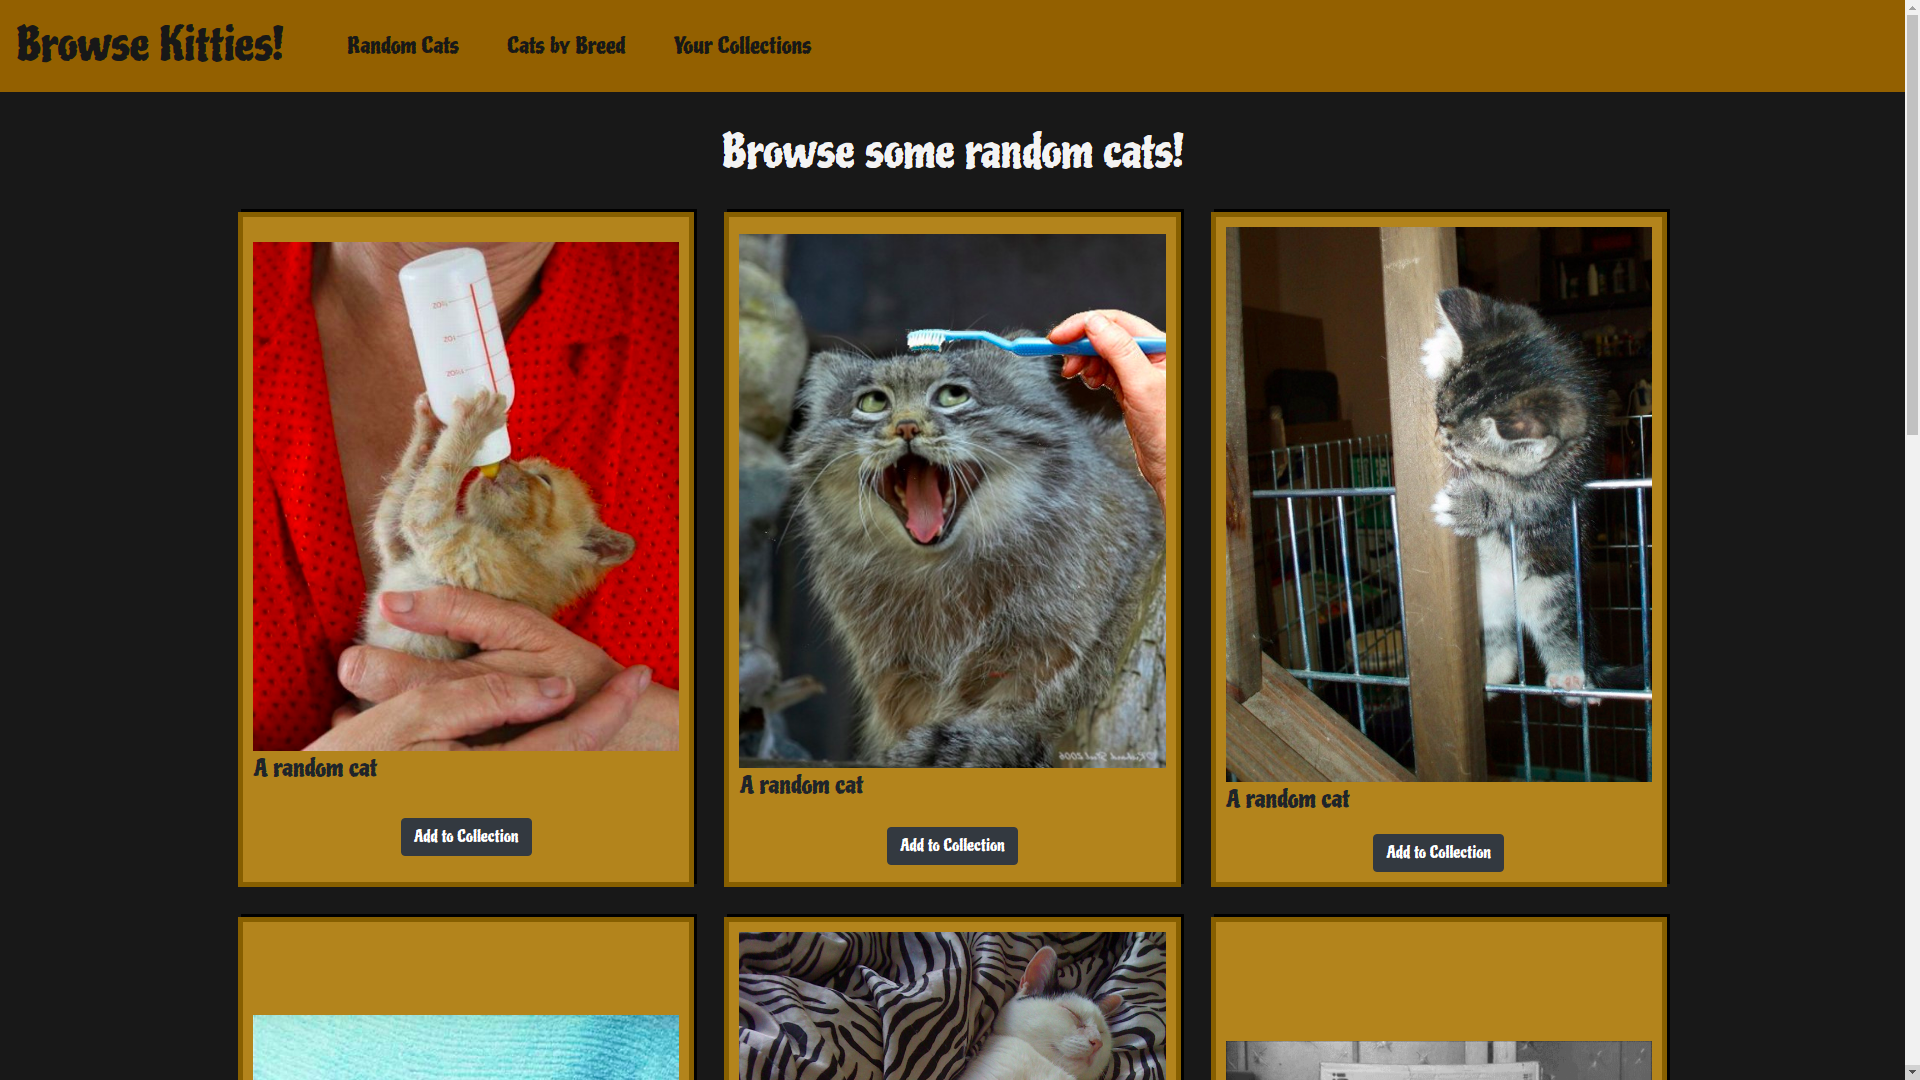 Browse Kitties!
Random Cats
Cats by Breed
Your Collections
Browse some random cats!
A random cat
Add to Collection
A random cat
Add to Collection
A random cat
Add to Collection